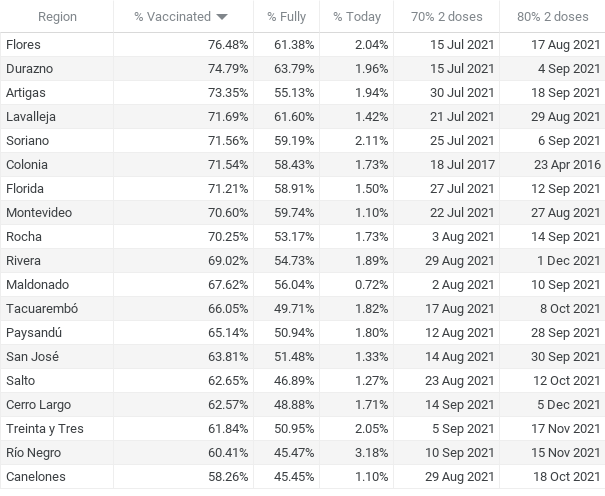 Region % Vaccinated % Fully % Today 70% 2 doses 80% 2 doses
Flores 76.48% 61.38% 2.04% 15 Jul 2021 17 Aug 2021
Durazno 74.79% 63.79% 1.96% 15 Jul 2021 4 Sep 2021
Artigas 73.35% 55.13% 1.94% 30 Jul 2021 18 Sep 2021
Lavalleja 71.69% 61.60% 1.42% 21 Jul 2021 29 Aug 2021
Soriano 71.56% 59.19% 2.11% 25 Jul 2021 6 Sep 2021
Colonia 71.54% 58.43% 1.73% 18 Jul 2017 23 Apr 2016
Florida 71.21% 58.91% 1.50% 27 Jul 2021 12 Sep 2021
Montevideo 70.60% 59.74% 1.10% 22 Jul 2021 27 Aug 2021
Rocha 70.25% 53.17% 1.73% 3 Aug 2021 14 Sep 2021
Rivera 69.02% 54.73% 1.89% 29 Aug 2021 1 Dec 2021
Maldonado 67.62% 56.04% 0.72% 2 Aug 2021 10 Sep 2021
Tacuarembó 66.05% 49.71% 1.82% 17 Aug 2021 8 Oct 2021
Paysandú 65.14% 50.94% 1.80% 12 Aug 2021 28 Sep 2021
San José 63.81% 51.48% 1.33% 14 Aug 2021 30 Sep 2021
Salto 62.65% 46.89% 1.27% 23 Aug 2021 12 Oct 2021
Cerro Largo 62.57% 48.88% 1.71% 14 Sep 2021 5 Dec 2021
Treinta y Tres 61.84% 50.95% 2.05% 5 Sep 2021 17 Nov 2021
Río Negro 60.41% 45.47% 3.18% 10 Sep 2021 15 Nov 2021
Canelones 58.26% 45.45% 1.10% 29 Aug 2021 18 Oct 2021